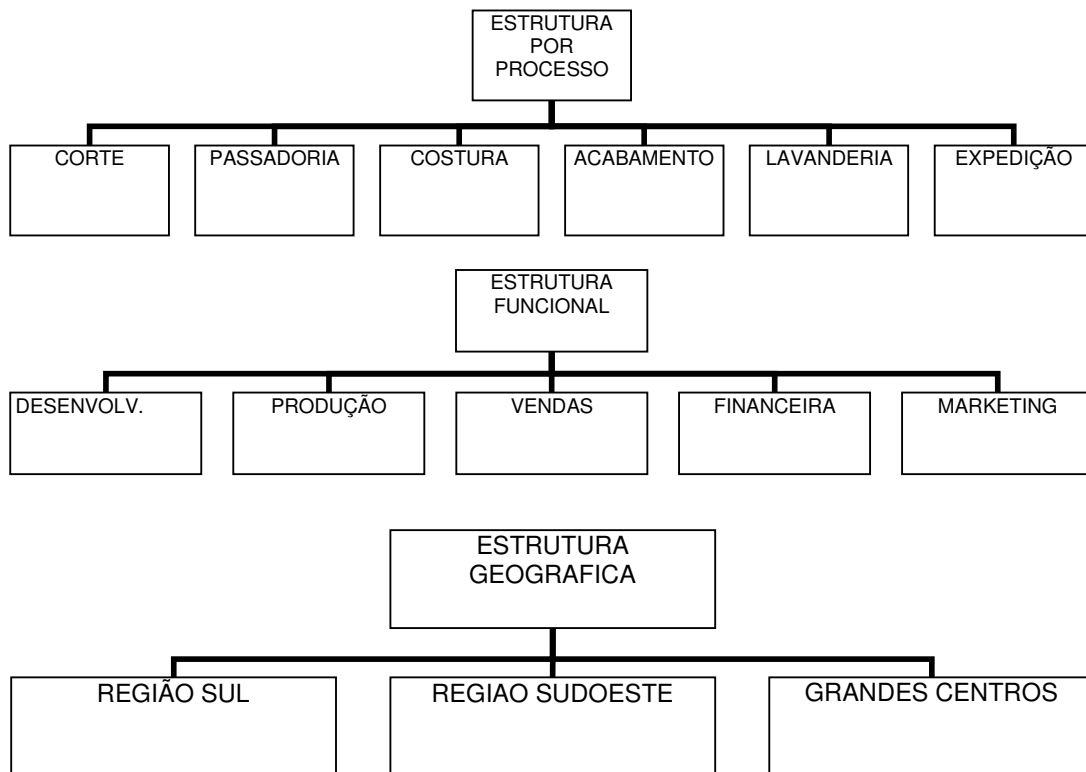 ESTRUTURA
POR
PROCESSO
CORTE
PASSADORIA
COSTURA
ACABAMENTO
LAVANDERIA
EXPEDIÇÃO
ESTRUTURA
FUNCIONAL
DESENVOLV.
PRODUÇÃO
VENDAS
FINANCEIRA
MARKETING
ESTRUTURA
GEOGRAFICA
REGIÃO SUL
REGIAO SUDOESTE
GRANDES CENTROS